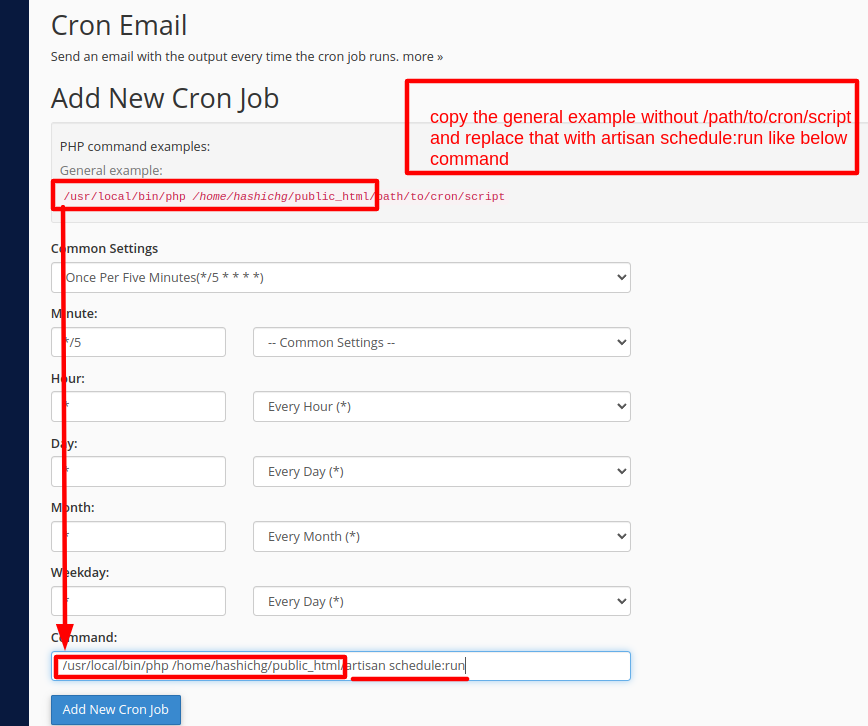 Cron Email
Send an email with the output every time the cron job runs. more »
Add New Cron Job
copy the general example without /path/to/cron/script
and replace that with artisan schedule:run like below
command
PHP command examples:
General example:
/usr/local/bin/php /home/hashichg/public_html/path/to/cron/script
Common Settings
Once Per Five Minutes(*/5 * * * *)
Minute:
*/5
-- Common Settings --
Hour:
*
Every Hour (*)
Day:
*
Every Day (*)
Month:
*
Every Month (*)
Weekday:
*
Every Day (*)
Command:
/usr/local/bin/php /home/hashichg/public_html/artisan schedule:run
Add New Cron Job